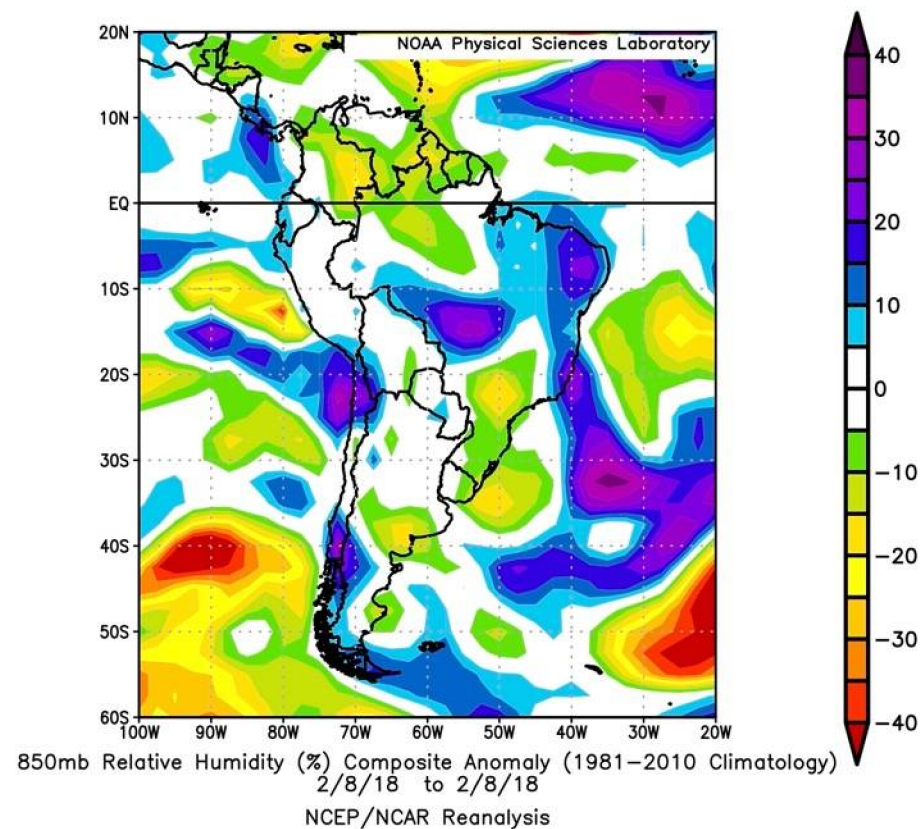 NOAA Physical Sciences Laboratory
20N
10N
EQ
10S
20S
30S
40S
50S
60S
100W 90W 80W 70W 60W 50W 40W 30W 20W
40
30
20
10
0
−10
−20
−30
−40
850mb Relative Humidity (%) Composite Anomaly (1981−2010 Climatology)
2/8/18 to 2/8/18
NCEP/NCAR Reanalysis